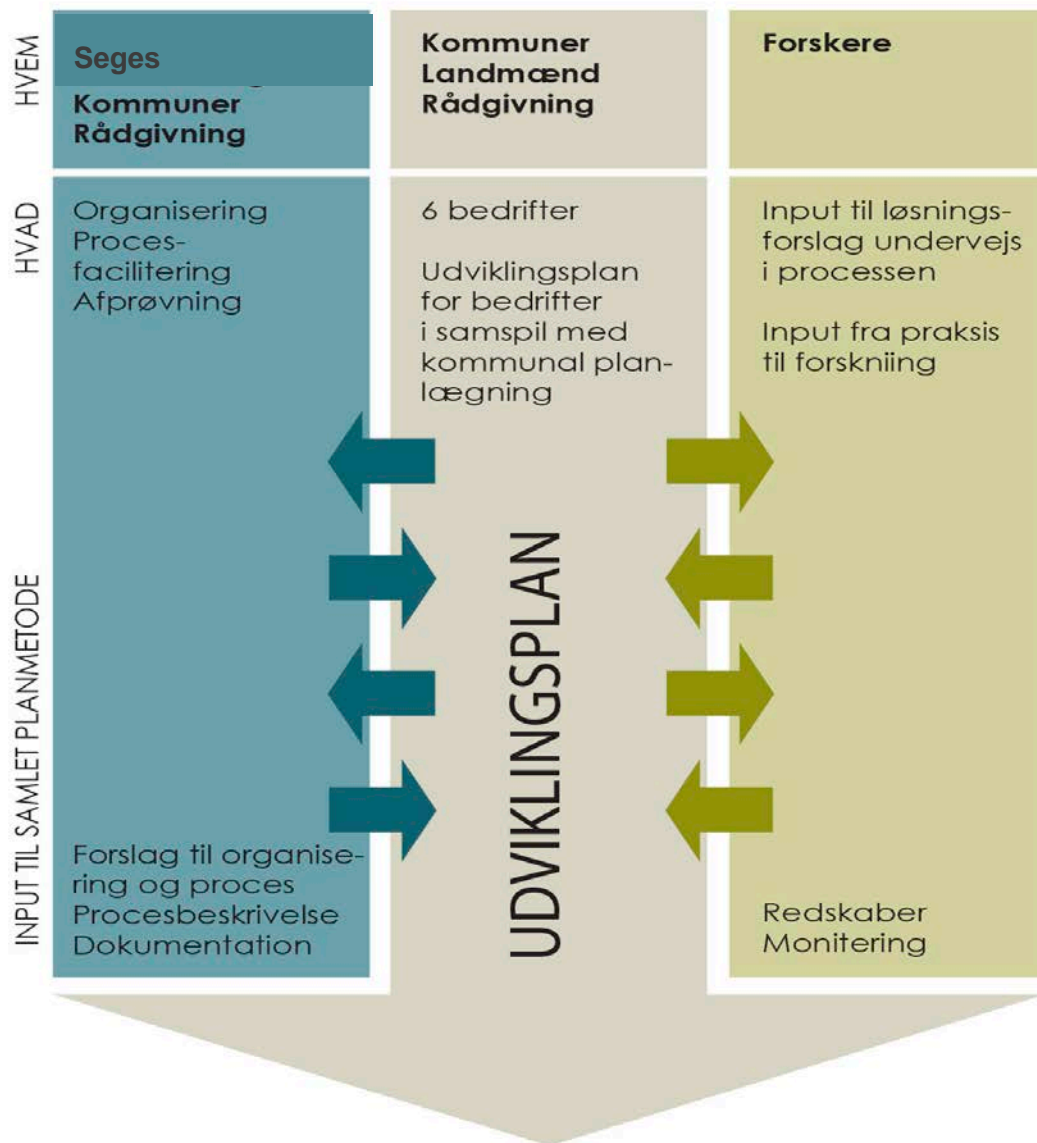 HVEM
Seges
Kommuner
Rådgivning
Kommuner
Landmænd
Rådgivning
Forskere
HVAD
Organisering
Proces-
facilitering
Afprøvning
6 bedrifter
Udviklingsplan
for bedrifter
i samspil med
kommunal plan-
lægning
Input til løsnings-
forslag undervejs
i processen
Input fra praksis
til forskniing
INPUT TIL SAMLET PLANMETODE
Forslag til organise-
ring og proces
Procesbeskrivelse
Dokumentation
UDVIKLINGSPLAN
Redskaber
Monitering